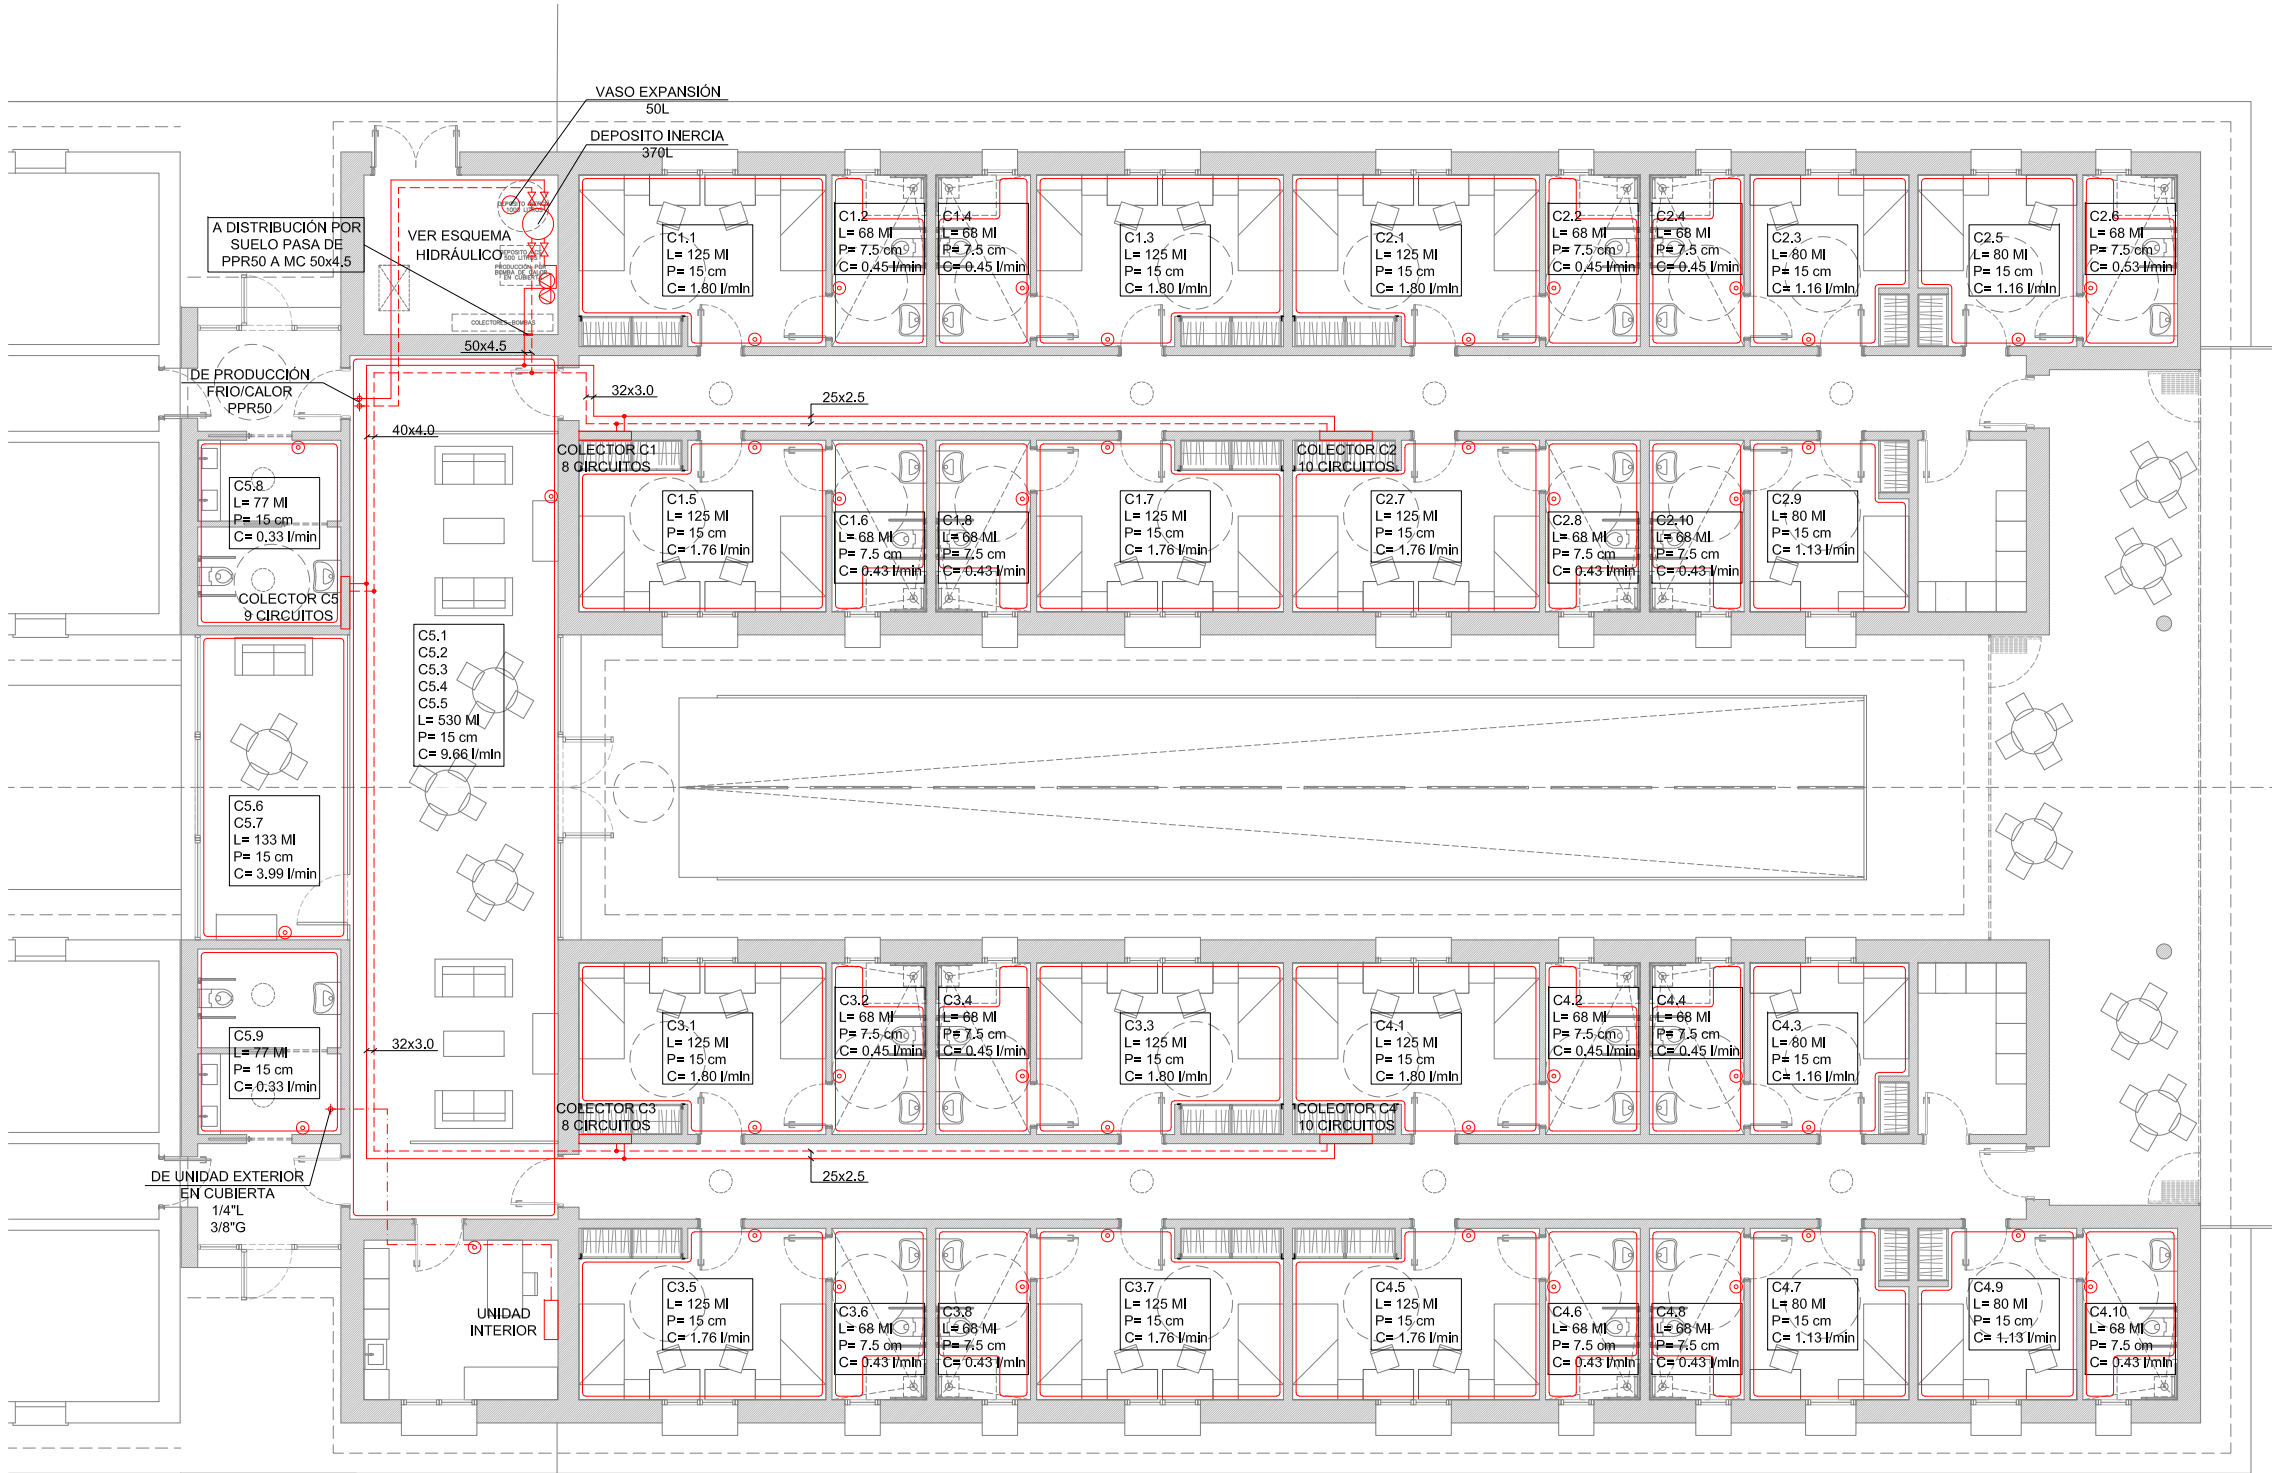 VASO EXPANSIÓN
50L
DEPOSITO INERCIA
370L
A DISTRIBUCIÓN POR
SUELO PASA DE
PPR50 A MC 50x4.5
VER ESQUEMA
HIDRÁULICO
1000 LITROS
500 LITROS
PRODUCCIÓN POR
BOMBA DE CALOR
EN CUBIERTA
COLECTORES-BOMBAS
C1.1
L= 125 Ml
P= 15 cm
C= 1.80 l/min
C1.2
L= 68 Ml
P= 7.5 cm
C= 0.45 l/min
C1.4
L= 68 Ml
P= 7.5 cm
C= 0.45 l/min
C1.3
L= 125 Ml
P= 15 cm
C= 1.80 l/min
C2.1
L= 125 Ml
P= 15 cm
C= 1.80 l/min
C2.2
L= 68 Ml
P= 7.5 cm
C= 0.45 l/min
C2.4
L= 68 Ml
P= 7.5 cm
C= 0.45 l/min
C2.3
L= 80 Ml
P= 15 cm
C= 1.16 l/min
C2.5
L= 80 Ml
P= 15 cm
C= 1.16 l/min
C2.6
L= 68 Ml
P= 7.5 cm
C= 0.53 l/min
50x4.5
DE PRODUCCIÓN
FRIO/CALOR
PPR50
32x3.0
25x2.5
40x4.0
COLECTOR C1
8 CIRCUITOS
COLECTOR C2
10 CIRCUITOS
C5.8
L= 77 Ml
P= 15 cm
C= 0.33 l/min
COLECTOR C5
9 CIRCUITOS
C1.5
L= 125 Ml
P= 15 cm
C= 1.76 l/min
C1.6
L= 68 Ml
P= 7.5 cm
C= 0.43 l/min
C1.8
L= 68 Ml
P= 7.5 cm
C= 0.43 l/min
C1.7
L= 125 Ml
P= 15 cm
C= 1.76 l/min
C2.7
L= 125 Ml
P= 15 cm
C= 1.76 l/min
C2.8
L= 68 Ml
P= 7.5 cm
C= 0.43 l/min
C2.10
L= 68 Ml
P= 7.5 cm
C= 0.43 l/min
C2.9
L= 80 Ml
P= 15 cm
C= 1.13 l/min
C5.1
C5.2
C5.3
C5.4
C5.5
L= 530 Ml
P= 15 cm
C= 9.66 l/min
C5.6
C5.7
L= 133 Ml
P= 15 cm
C= 3.99 l/min
C5.9
L= 77 Ml
P= 15 cm
C= 0.33 l/min
32x3.0
C3.1
L= 125 Ml
P= 15 cm
C= 1.80 l/min
C3.2
L= 68 Ml
P= 7.5 cm
C= 0.45 l/min
C3.4
L= 68 Ml
P= 7.5 cm
C= 0.45 l/min
C3.3
L= 125 Ml
P= 15 cm
C= 1.80 l/min
C4.1
L= 125 Ml
P= 15 cm
C= 1.80 l/min
C4.2
L= 68 Ml
P= 7.5 cm
C= 0.45 l/min
C4.4
L= 68 Ml
P= 7.5 cm
C= 0.45 l/min
C4.3
L= 80 Ml
P= 15 cm
C= 1.16 l/min
COLECTOR C3
8 CIRCUITOS
COLECTOR C4
10 CIRCUITOS
25x2.5
DE UNIDAD EXTERIOR
EN CUBIERTA
1/4"L
3/8"G
UNIDAD
INTERIOR
C3.5
L= 125 Ml
P= 15 cm
C= 1.76 l/min
C3.6
L= 68 Ml
P= 7.5 cm
C= 0.43 l/min
C3.8
L= 68 Ml
P= 7.5 cm
C= 0.43 l/min
C3.7
L= 125 Ml
P= 15 cm
C= 1.76 l/min
C4.5
L= 125 Ml
P= 15 cm
C= 1.76 l/min
C4.6
L= 68 Ml
P= 7.5 cm
C= 0.43 l/min
C4.8
L= 68 Ml
P= 7.5 cm
C= 0.43 l/min
C4.7
L= 80 Ml
P= 15 cm
C= 1.13 l/min
C4.9
L= 80 Ml
P= 15 cm
C= 1.13 l/min
C4.10
L= 68 Ml
P= 7.5 cm
C= 0.43 l/min